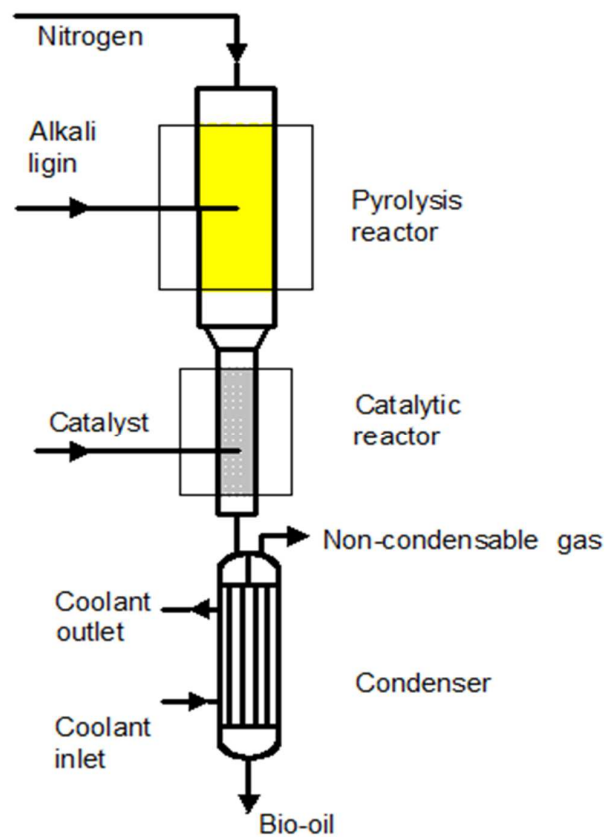 Nitrogen
Alkali
ligin
Pyrolysis
reactor
Catalyst
Catalytic
reactor
Non-condensable gas
Coolant
outlet
Condenser
Coolant
inlet
Bio-oil